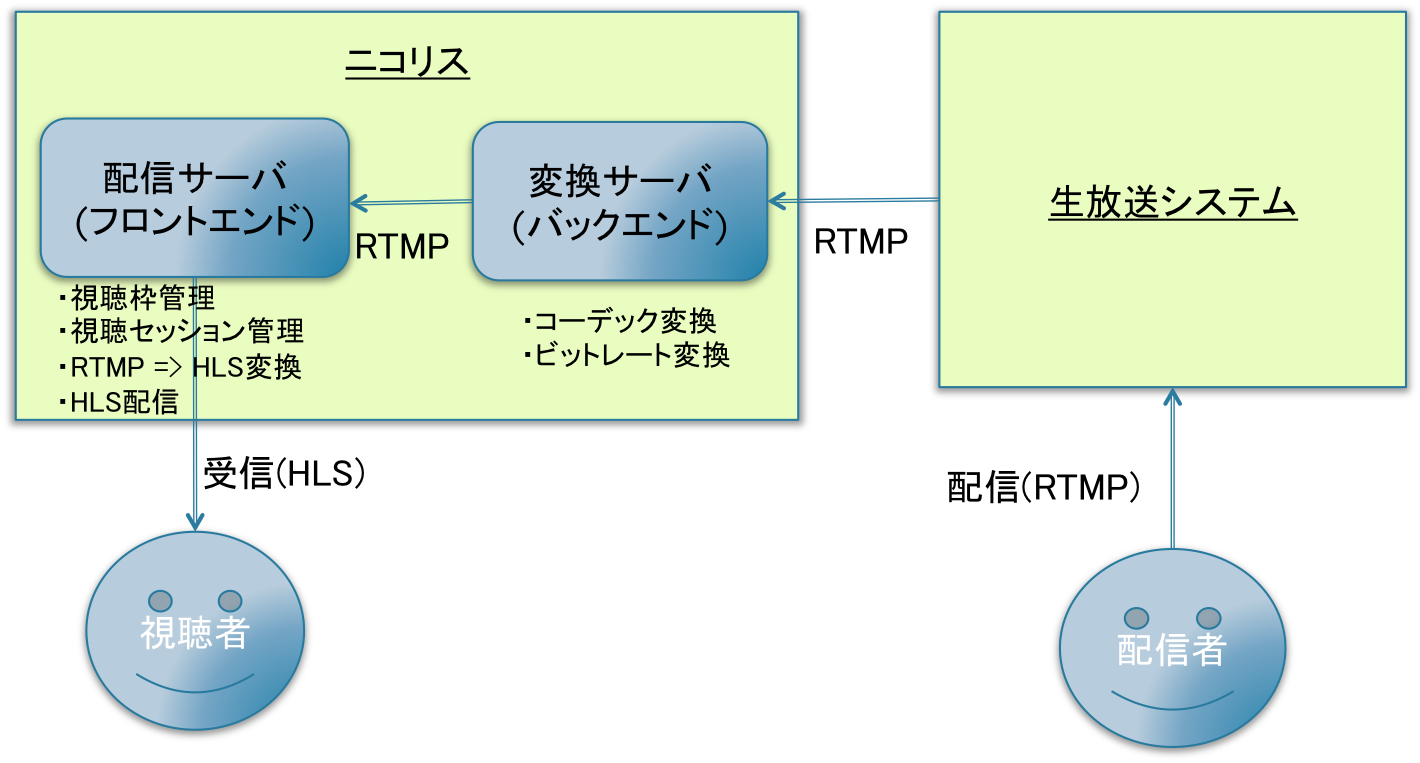 ニコリス
配信サーバ
(フロントエンド)
RTMP
変換サーバ
(バックエンド)
RTMP
生放送システム
・視聴枠管理
・視聴セッション管理
・RTMP => HLS変換
・HLS配信
・コーデック変換
・ビットレート変換
受信(HLS)
配信(RTMP)
視聴者
配信者